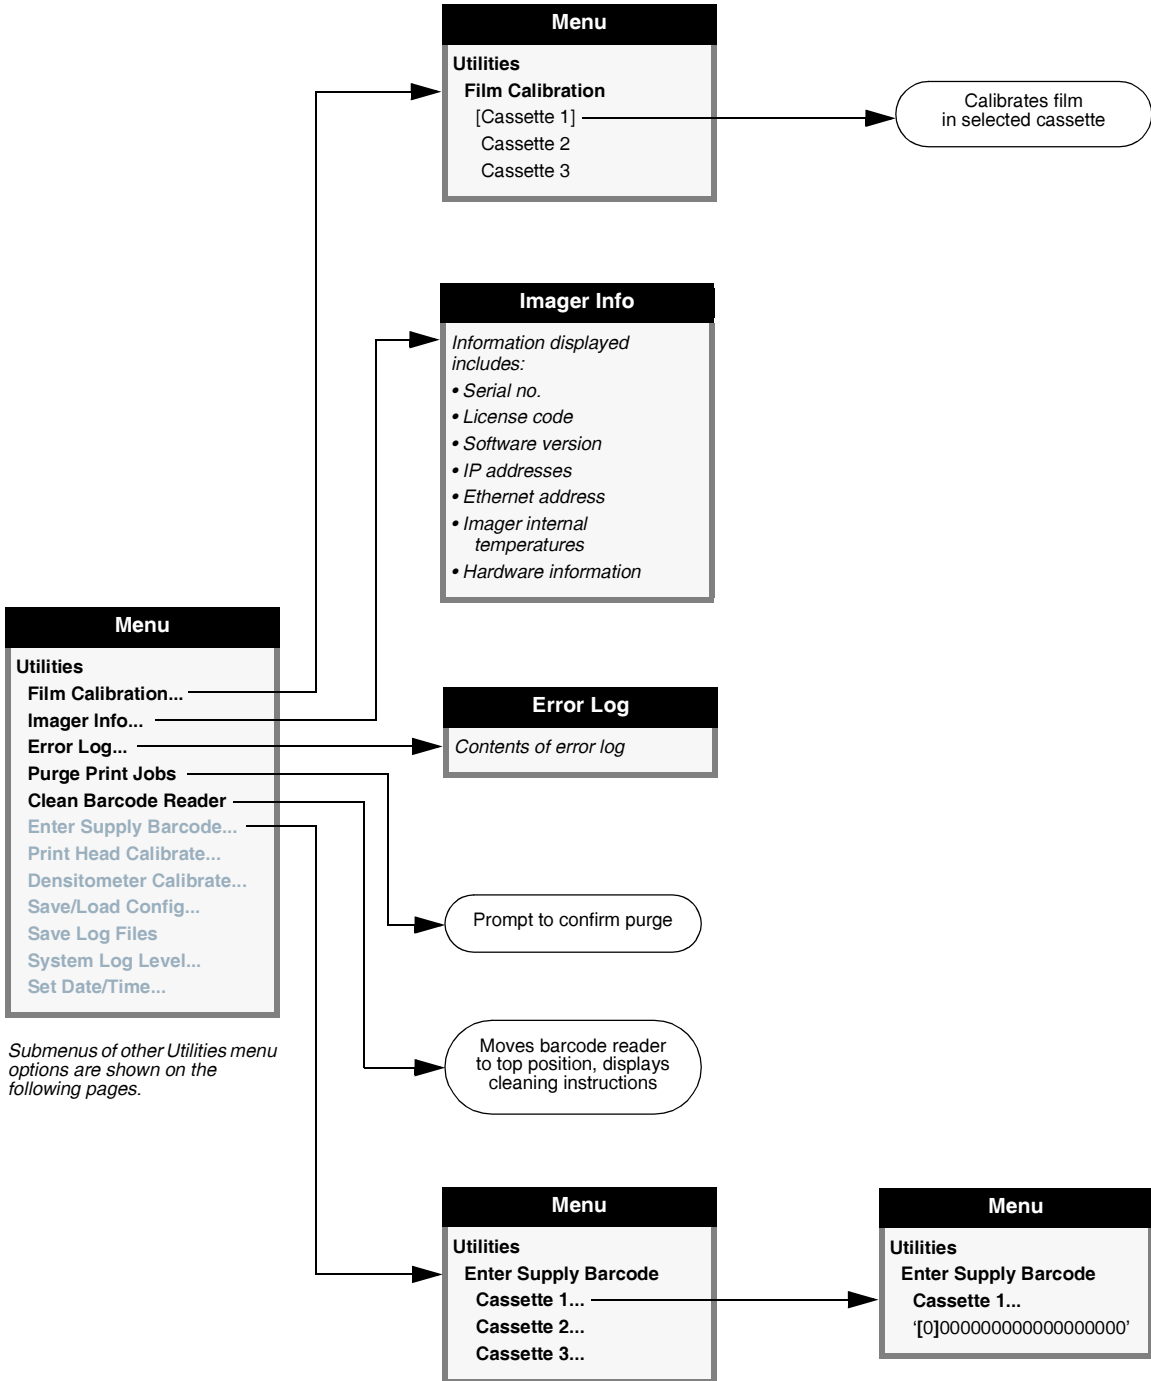 Menu
Utilities
Film Calibration
[Cassette 1]
Cassette 2
Cassette 3
Calibrates film
in selected cassette
Imager Info
Information displayed
includes:
• Serial no.
• License code
• Software version
• IP addresses
• Ethernet address
• Imager internal
temperatures
• Hardware information
Menu
Utilities
Film Calibration...
Imager Info...
Error Log...
Purge Print Jobs
Clean Barcode Reader
Enter Supply Barcode...
Print Head Calibrate...
Densitometer Calibrate...
Save/Load Config...
Save Log Files
System Log Level...
Set Date/Time...
Submenus of other Utilities menu
options are shown on the
following pages.
Error Log
Contents of error log
Prompt to confirm purge
Moves barcode reader
to top position, displays
cleaning instructions
Menu
Utilities
Enter Supply Barcode
Cassette 1...
Cassette 2...
Cassette 3...
Menu
Utilities
Enter Supply Barcode
Cassette 1...
‘[0]00000000000000000’